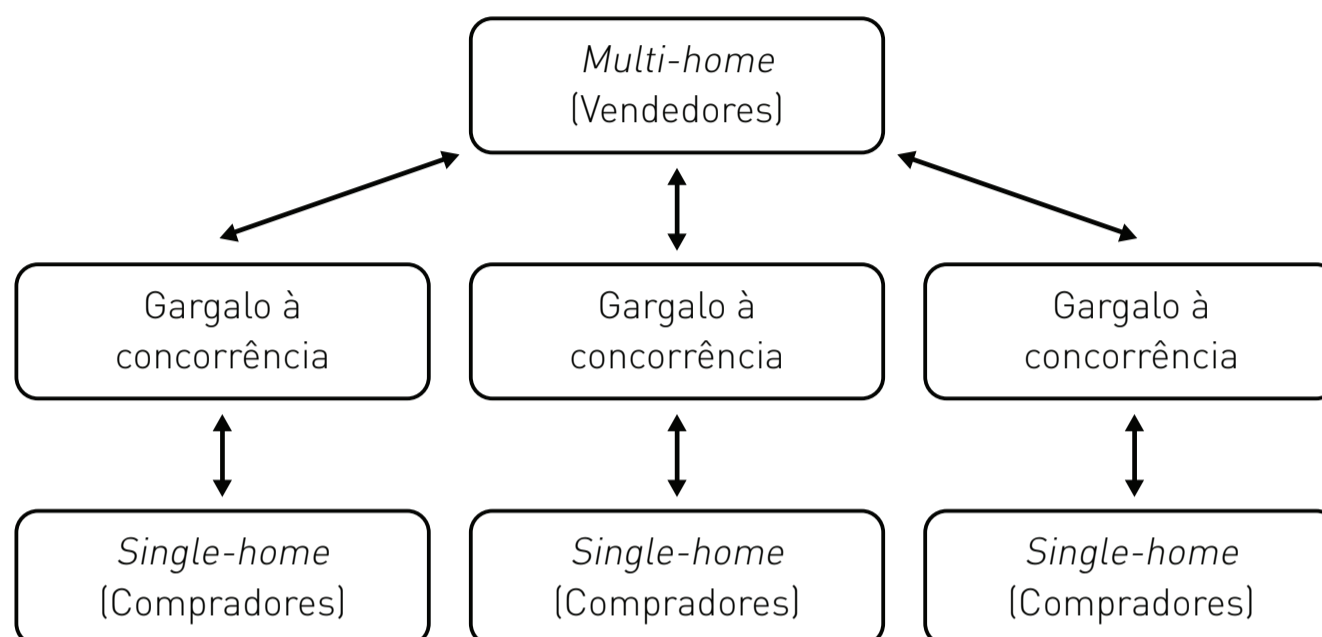 Multi-home
(Vendedores)
Gargalo à
concorrência
Gargalo à
concorrência
Gargalo à
concorrência
Single-home
(Compradores)
Single-home
(Compradores)
Single-home
(Compradores)